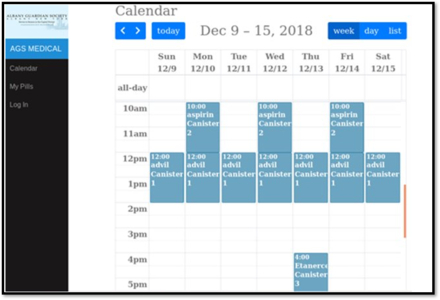 ALBANY GUARDIAN SOCIETY
AGS MEDICAL
Calendar
My Pills
Log In
Calendar
today
Dec 9 – 15, 2018
week day list
Sun 12/9
Mon 12/10
Tue 12/11
Wed 12/12
Thu 12/13
Fri 12/14
Sat 12/15
all-day
10am
10:00
aspirin
Canister
2
10:00
aspirin
Canister
2
10:00
aspirin
Canister
2
11am
12pm
12:00
advil
Canister
1
12:00
advil
Canister
1
12:00
advil
Canister
1
12:00
advil
Canister
1
12:00
advil
Canister
1
12:00
advil
Canister
1
12:00
advil
Canister
1
1pm
2pm
3pm
4pm
4:00
Etanerc
Canister
3
5pm